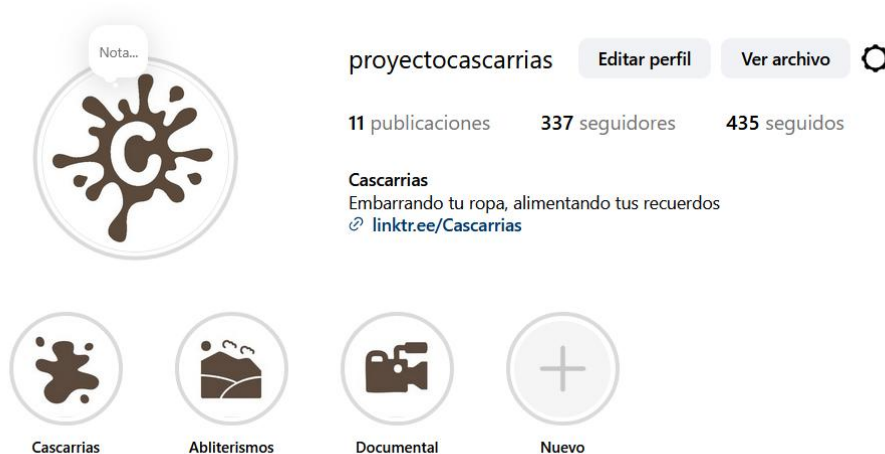 Nota...
C
proyectocascarrias Editar perfil Ver archivo
11 publicaciones 337 seguidores 435 seguidos
Cascarrias
Embarrando tu ropa, alimentando tus recuerdos
linktr.ee/Cascarrias
Cascarrias Abliterismos Documental Nuevo